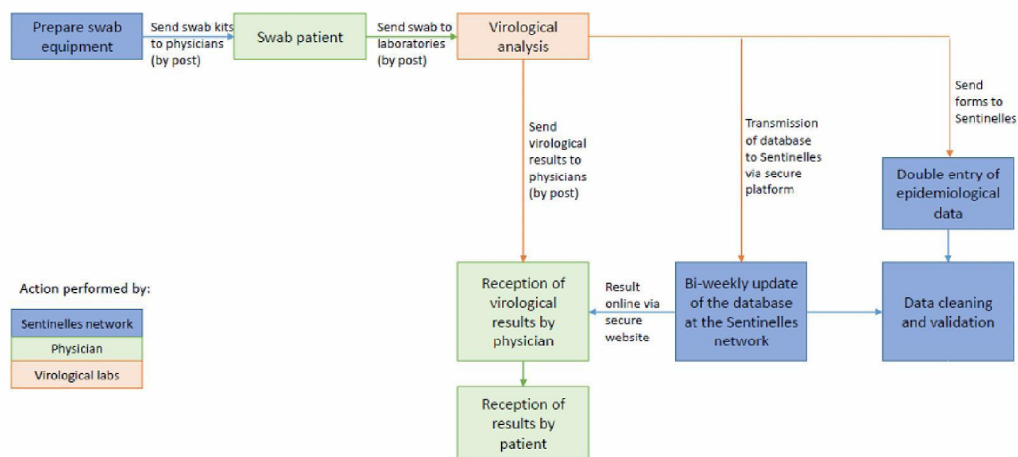 Prepare swab
equipment
Send swab kits
to physicians
(by post)
Swab patient
Send swab to
laboratories
(by post)
Virological
analysis
Send
virological
results to
physicians
(by post)
Transmission
of database
to Sentinelles
via secure
platform
Send
forms to
Sentinelles
Double entry of
epidemiological
data
Reception of
virological
results by
physician
Result
online via
secure
website
Bi-weekly update
of the database
at the Sentinelles
network
Data cleaning
and validation
Reception of
results by
patient
Action performed by:
Sentinelles network
Physician
Virological labs